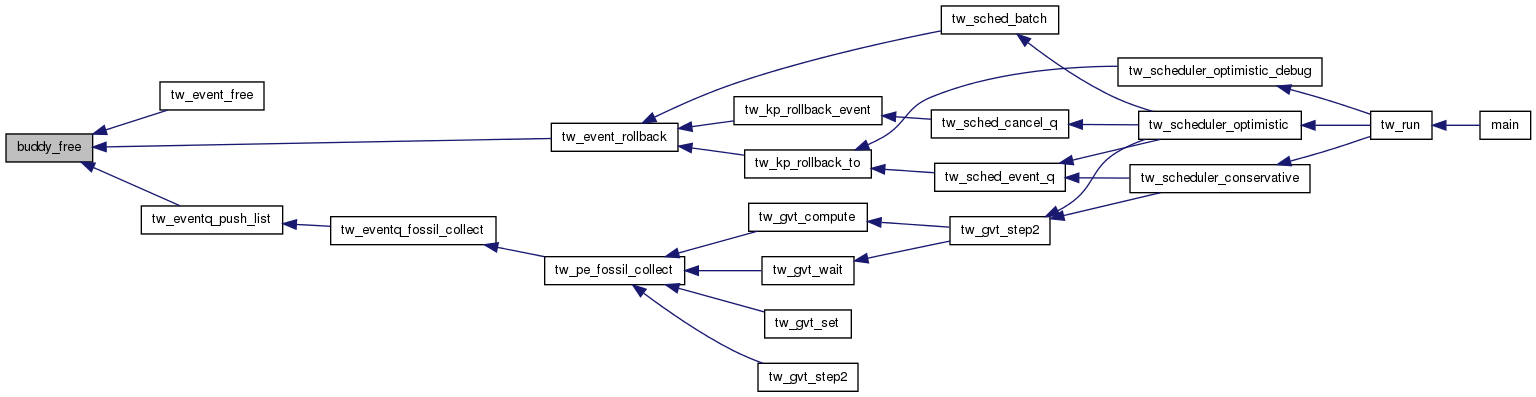 buddy_free
tw_event_free
tw_event_rollback
tw_eventq_push_list
tw_eventq_fossil_collect
tw_pe_fossil_collect
tw_sched_batch
tw_kp_rollback_event
tw_kp_rollback_to
tw_sched_cancel_q
tw_sched_event_q
tw_gvt_compute
tw_gvt_wait
tw_gvt_set
tw_gvt_step2
tw_gvt_step2
tw_scheduler_optimistic_debug
tw_scheduler_optimistic
tw_scheduler_conservative
tw_run
main